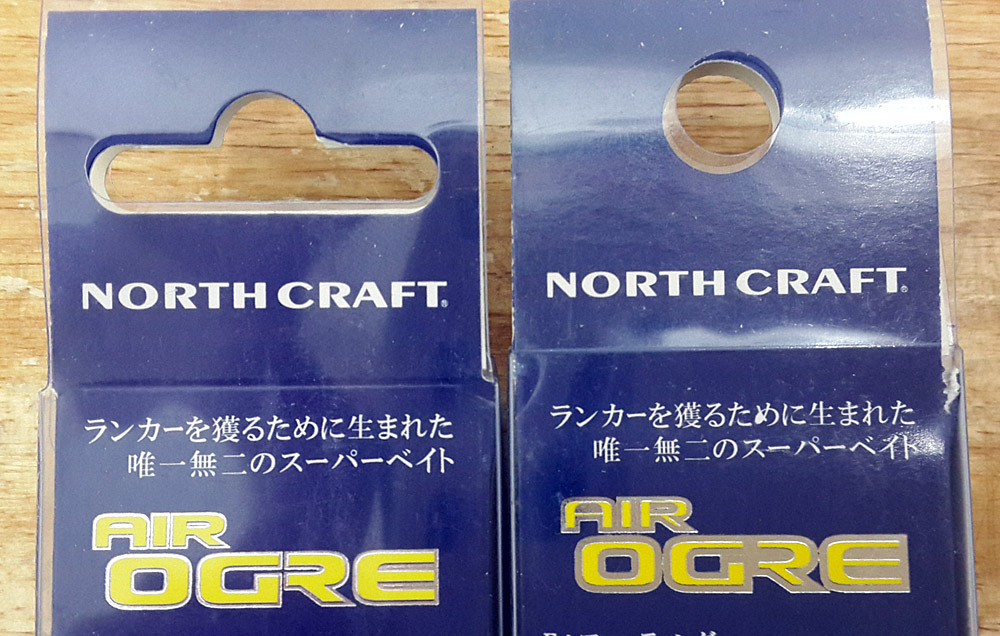 NORTH CRAFT®
ランカーを獲るために生まれた
唯一無二のスーパーベイト
AIR
OGRE
NORTH CRAFT®
ランカーを獲るために生まれた
唯一無二のスーパーベイト
AIR
OGRE